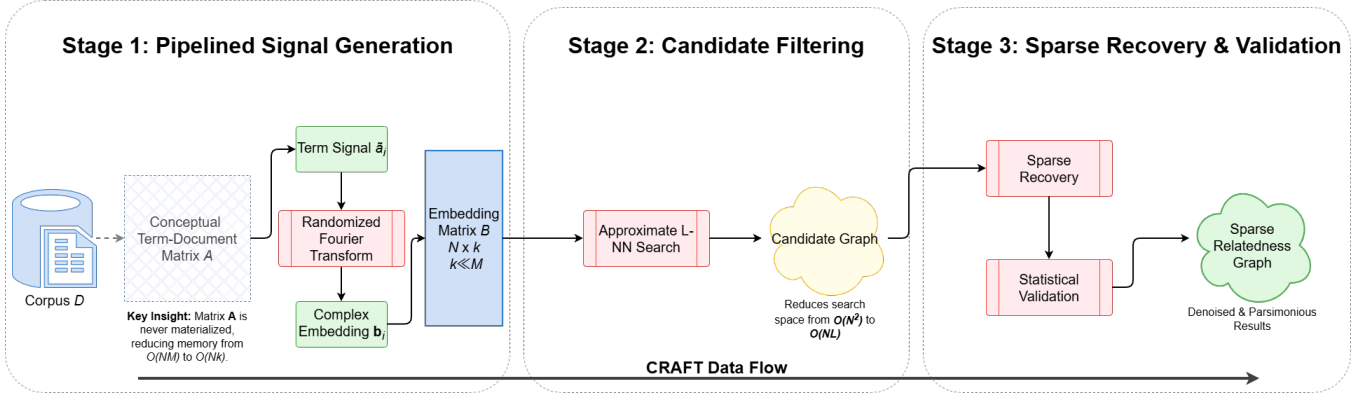 Stage 1: Pipelined Signal Generation
Corpus D
Conceptual
Term-Document
Matrix A
Key Insight: Matrix A is
never materialized,
reducing memory from
O(NM) to O(Nk).
Term Signal ãᵢ
Randomized
Fourier
Transform
Complex
Embedding bᵢ
Embedding
Matrix B
N x k
k≪M
Stage 2: Candidate Filtering
Approximate L-
NN Search
Candidate Graph
Reduces search
space from O(N²) to
O(NL)
Stage 3: Sparse Recovery & Validation
Sparse
Recovery
Statistical
Validation
Sparse
Relatedness
Graph
Denoised & Parsimonious
Results
CRAFT Data Flow